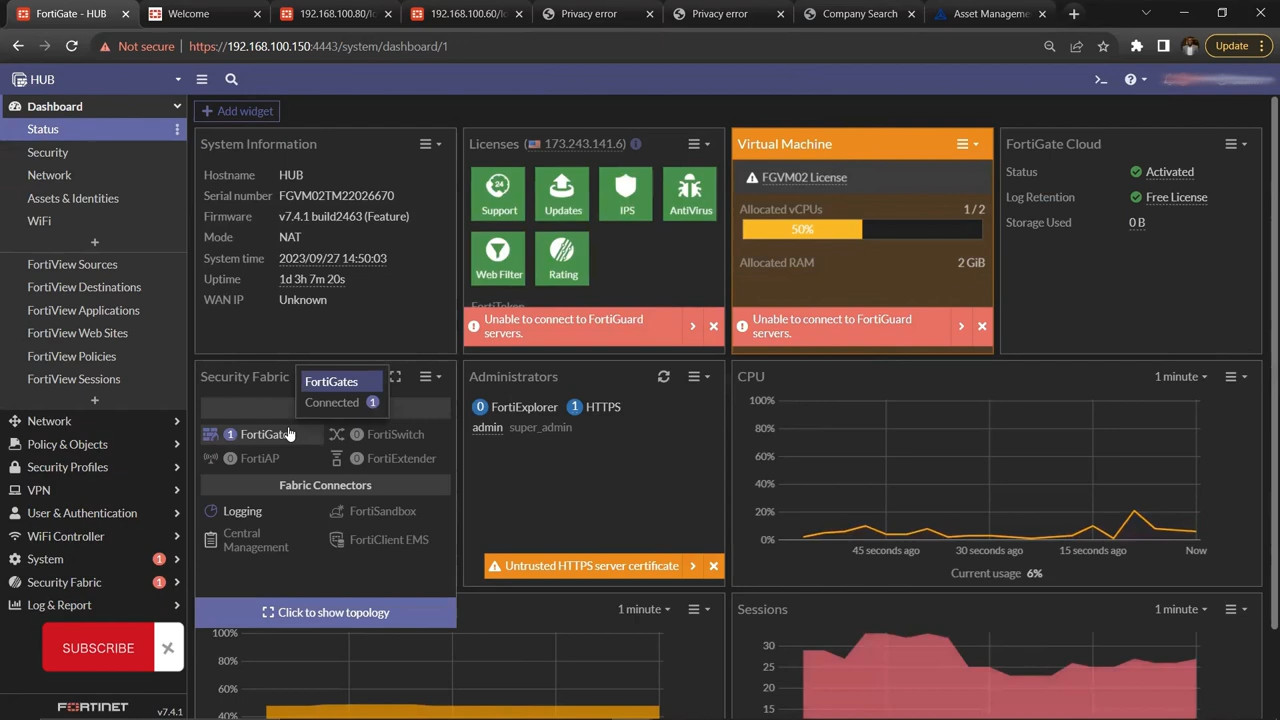 FortiGate - HUB
Welcome
192.168.100.80/lo
192.168.100.60/lo
Privacy error
Privacy error
Company Search
Asset Management
Not secure
https://192.168.100.150:4443/system/dashboard/1
Update
HUB
Dashboard
Status
Security
Network
Assets & Identities
WiFi
FortiView Sources
FortiView Destinations
FortiView Applications
FortiView Web Sites
FortiView Policies
FortiView Sessions
Network
Policy & Objects
Security Profiles
VPN
User & Authentication
WiFi Controller
System 1
Security Fabric 1
Log & Report
SUBSCRIBE
FORTINET v7.4.1
+ Add widget
System Information
Hostname HUB
Serial number FGVM02TM22026670
Firmware v7.4.1 build2463 (Feature)
Mode NAT
System time 2023/09/27 14:50:03
Uptime 1d 3h 7m 20s
WAN IP Unknown
Licenses (173.243.141.6)
24
Support
Updates
IPS
AntiVirus
Web Filter
Rating
Unable to connect to FortiGuard
servers.
Virtual Machine
FGVM02 License
Allocated vCPUs 1 / 2
50%
Allocated RAM 2 GiB
Unable to connect to FortiGuard
servers.
FortiGate Cloud
Status Activated
Log Retention Free License
Storage Used 0 B
Security Fabric
FortiGates
Connected 1
1 FortiGate
0 FortiSwitch
0 FortiAP
0 FortiExtender
Fabric Connectors
Logging
FortiSandbox
Central
Management
FortiClient EMS
Click to show topology
Administrators
0 FortiExplorer 1 HTTPS
admin super_admin
Untrusted HTTPS server certificate
CPU 1 minute
100%
80%
60%
40%
20%
0%
45 seconds ago 30 seconds ago 15 seconds ago Now
Current usage 6%
1 minute
100%
80%
40%
Sessions 1 minute
30
25
20
15